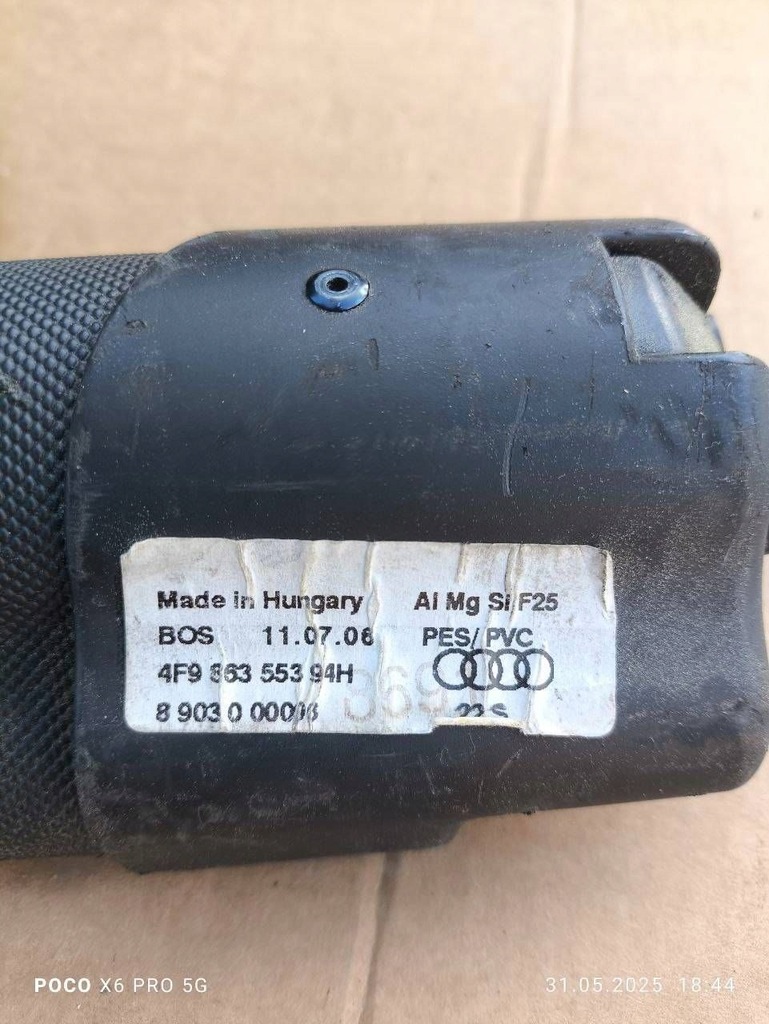 Made in Hungary Al Mg Si F25
BOS 11.07.06 PES/PVC
4F9 863 553 94H
8 903 0 00006
22 S
POCO X6 PRO 5G 31.05.2025 18:44